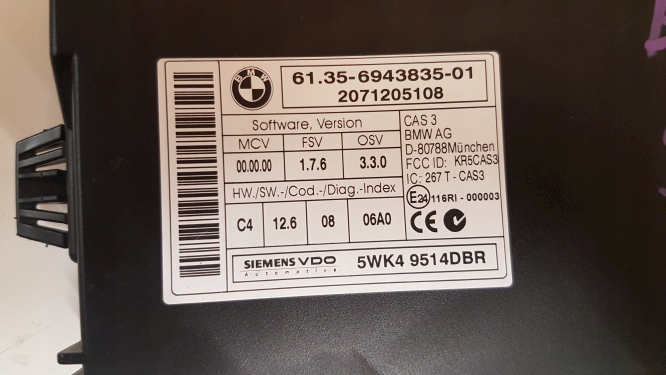 BMW
61.35-6943835-01
2071205108
Software, Version
MCV FSV OSV
00.00.00 1.7.6 3.3.0
HW./SW.-/Cod.-/Diag.-Index
C4 12.6 08 06A0
CAS 3
BMW AG
D-80788München
FCC ID: KR5CAS3
IC: 267 T - CAS3
E24 116RI - 000003
CE
SIEMENS VDO
Automotive
5WK4 9514DBR